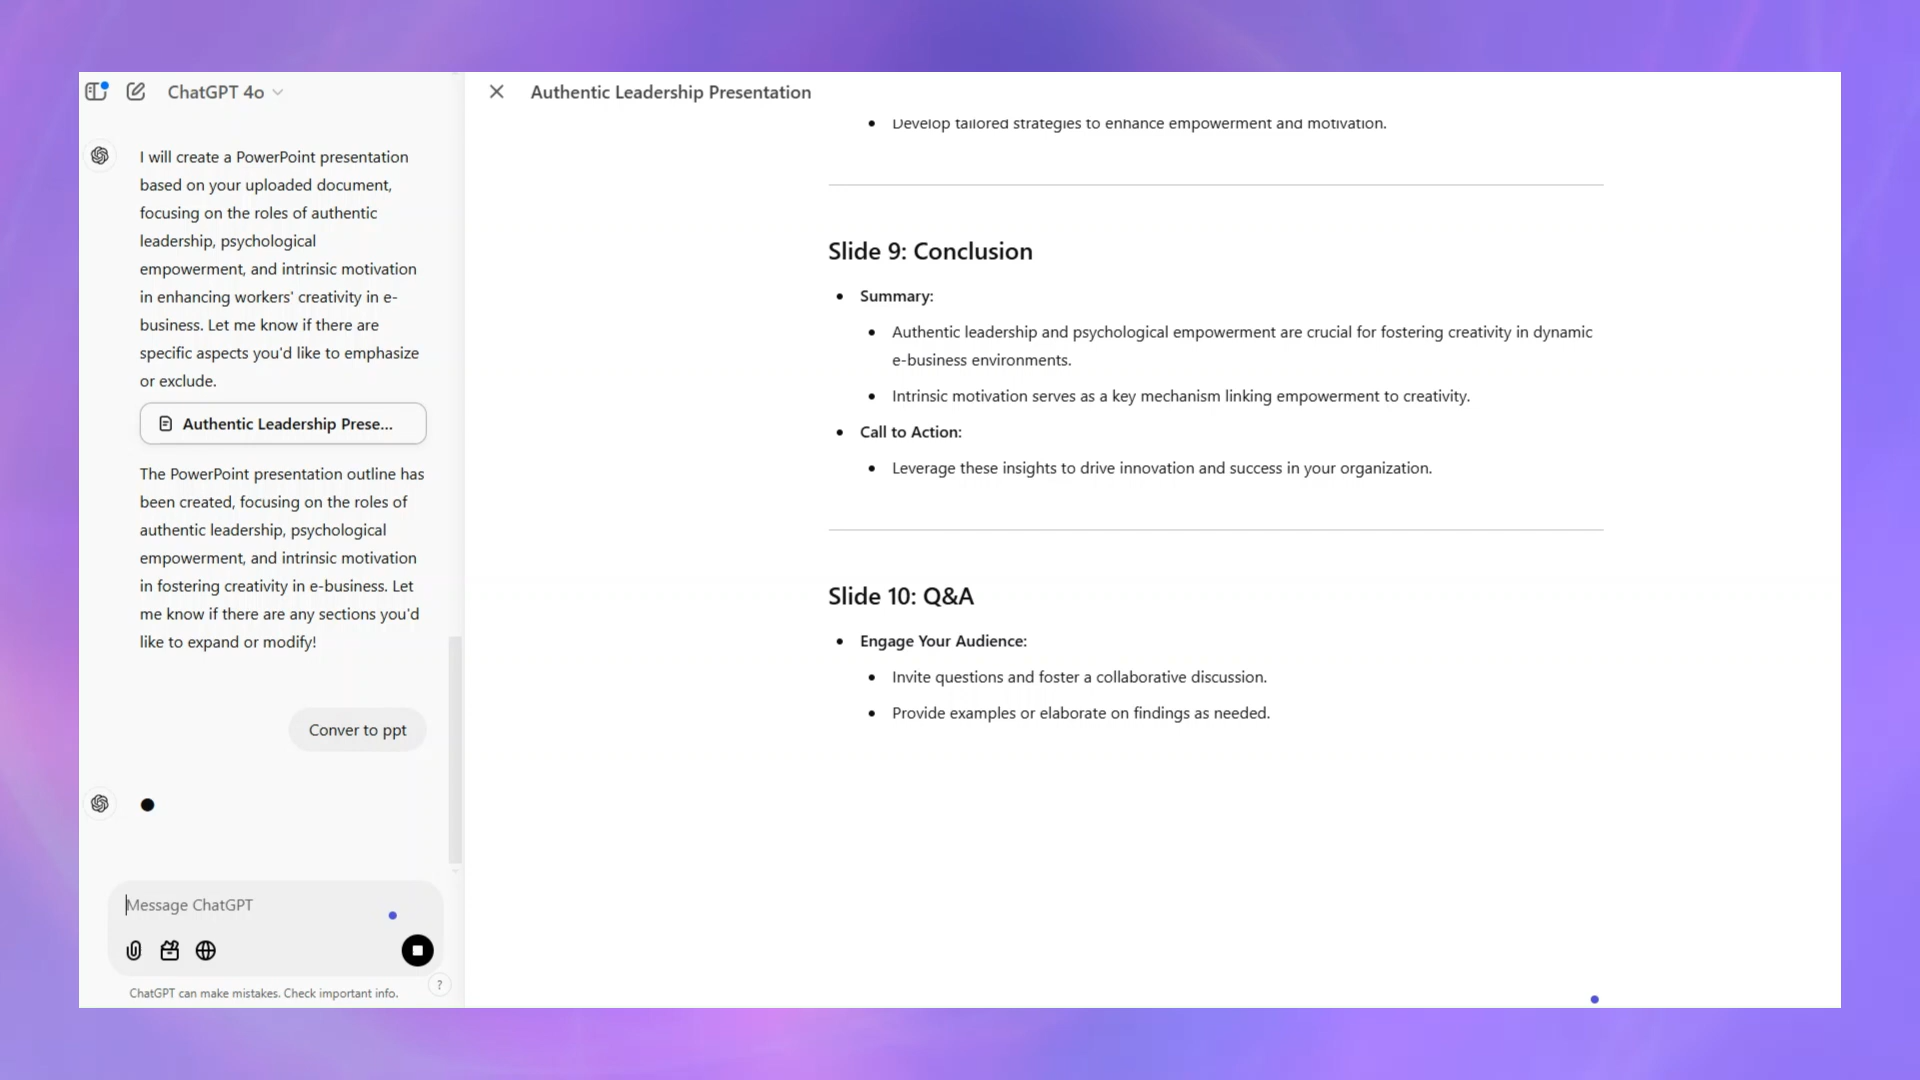 ChatGPT 4o
I will create a PowerPoint presentation
based on your uploaded document,
focusing on the roles of authentic
leadership, psychological
empowerment, and intrinsic motivation
in enhancing workers' creativity in e-
business. Let me know if there are
specific aspects you'd like to emphasize
or exclude.
Authentic Leadership Prese...
The PowerPoint presentation outline has
been created, focusing on the roles of
authentic leadership, psychological
empowerment, and intrinsic motivation
in fostering creativity in e-business. Let
me know if there are any sections you'd
like to expand or modify!
Conver to ppt
Message ChatGPT
ChatGPT can make mistakes. Check important info.
?
Authentic Leadership Presentation
• Develop tailored strategies to enhance empowerment and motivation.
Slide 9: Conclusion
• Summary:
• Authentic leadership and psychological empowerment are crucial for fostering creativity in dynamic
e-business environments.
• Intrinsic motivation serves as a key mechanism linking empowerment to creativity.
• Call to Action:
• Leverage these insights to drive innovation and success in your organization.
Slide 10: Q&A
• Engage Your Audience:
• Invite questions and foster a collaborative discussion.
• Provide examples or elaborate on findings as needed.